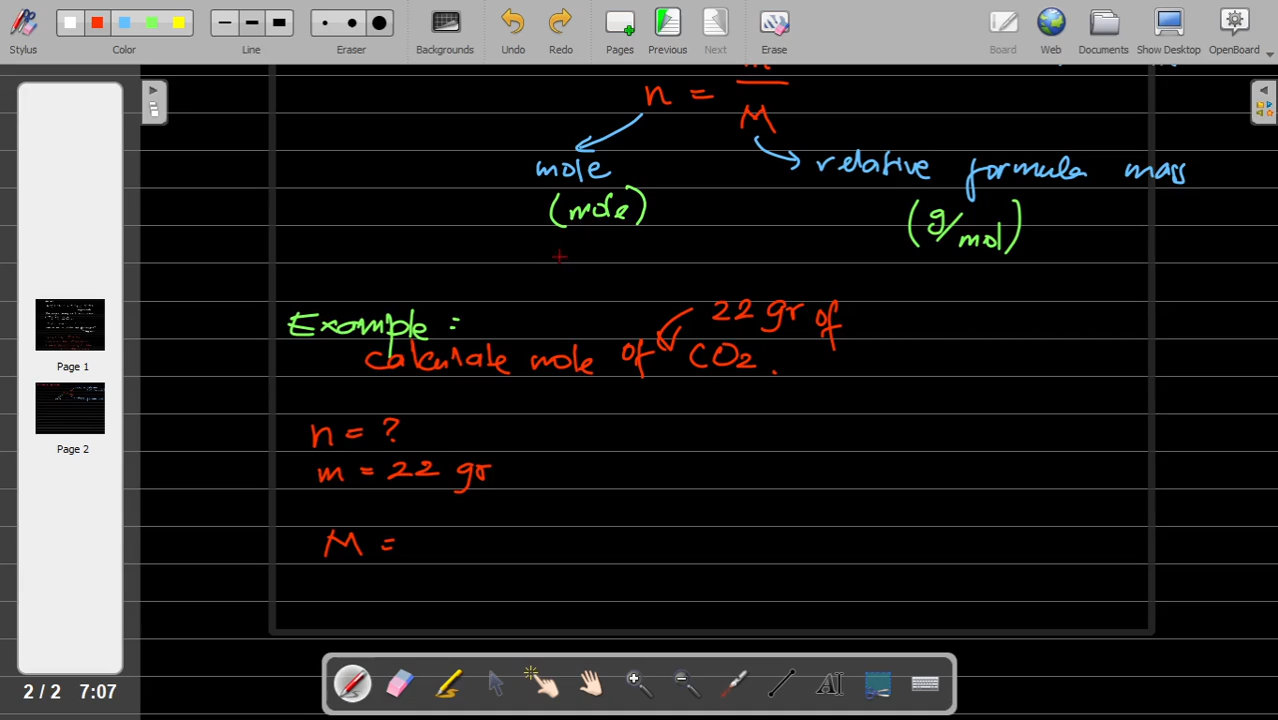 Stylus Color Line Eraser Backgrounds Undo Redo Pages Previous Next Erase Board Web Documents Show Desktop OpenBoard
n = m/M
mole
relative formula mass
(mole)
(g/mol)
Example :
22 gr of
calculate mole of CO2.
n = ?
m = 22 gr
M =
Page 1
Page 2
2 / 2 7:07